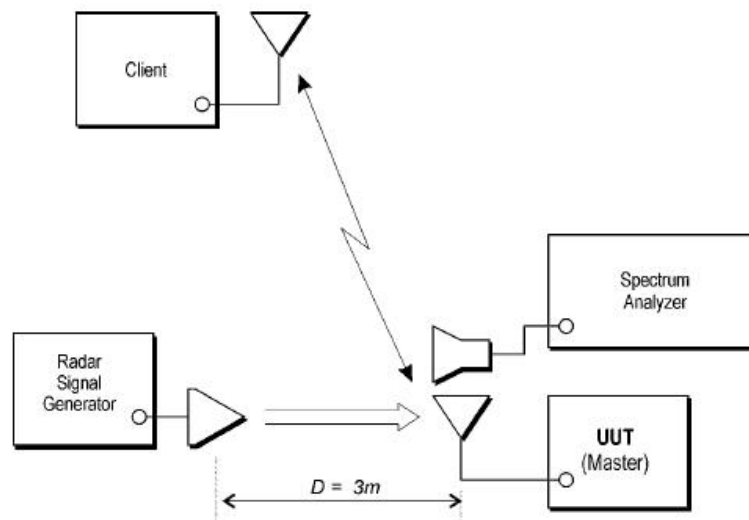 Client
Spectrum
Analyzer
Radar
Signal
Generator
UUT
(Master)
D = 3m